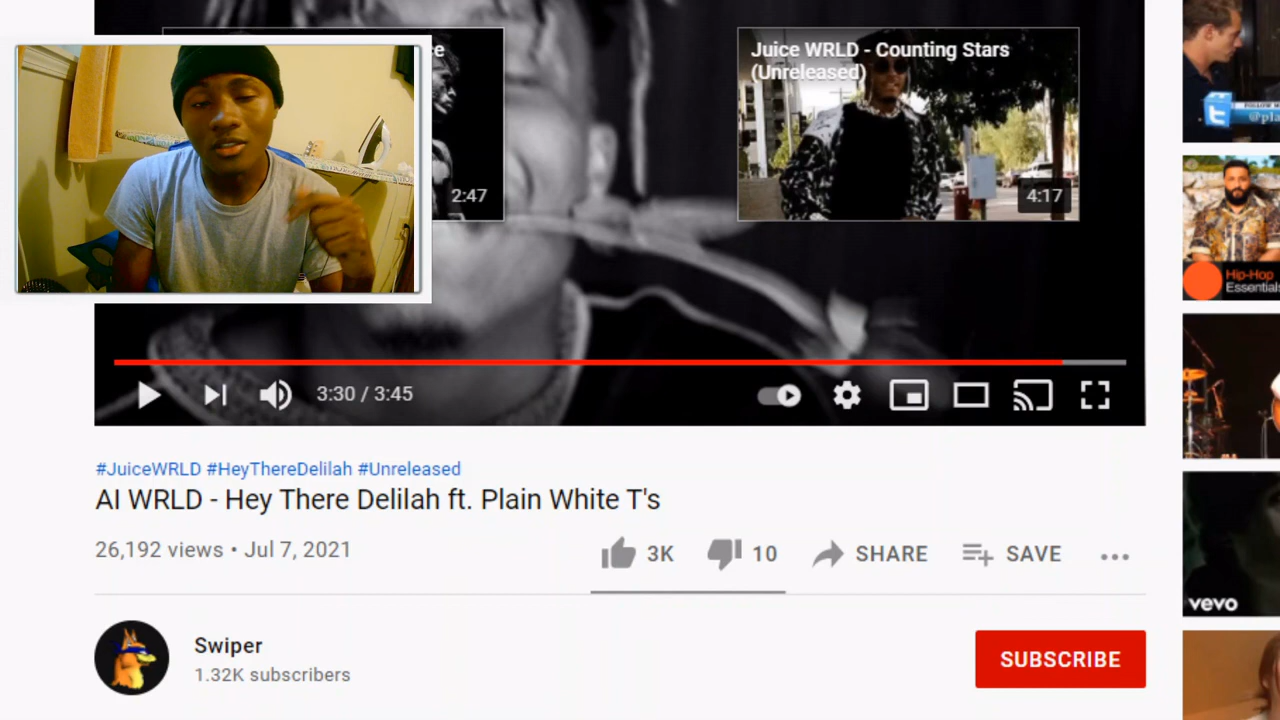 ce
2:47
Juice WRLD - Counting Stars
(Unreleased)
4:17
3:30 / 3:45
#JuiceWRLD #HeyThereDelilah #Unreleased
AI WRLD - Hey There Delilah ft. Plain White T's
26,192 views • Jul 7, 2021
3K
10
SHARE
SAVE
Swiper
1.32K subscribers
SUBSCRIBE
@pla
Hip-Hop
Essentials
vevo